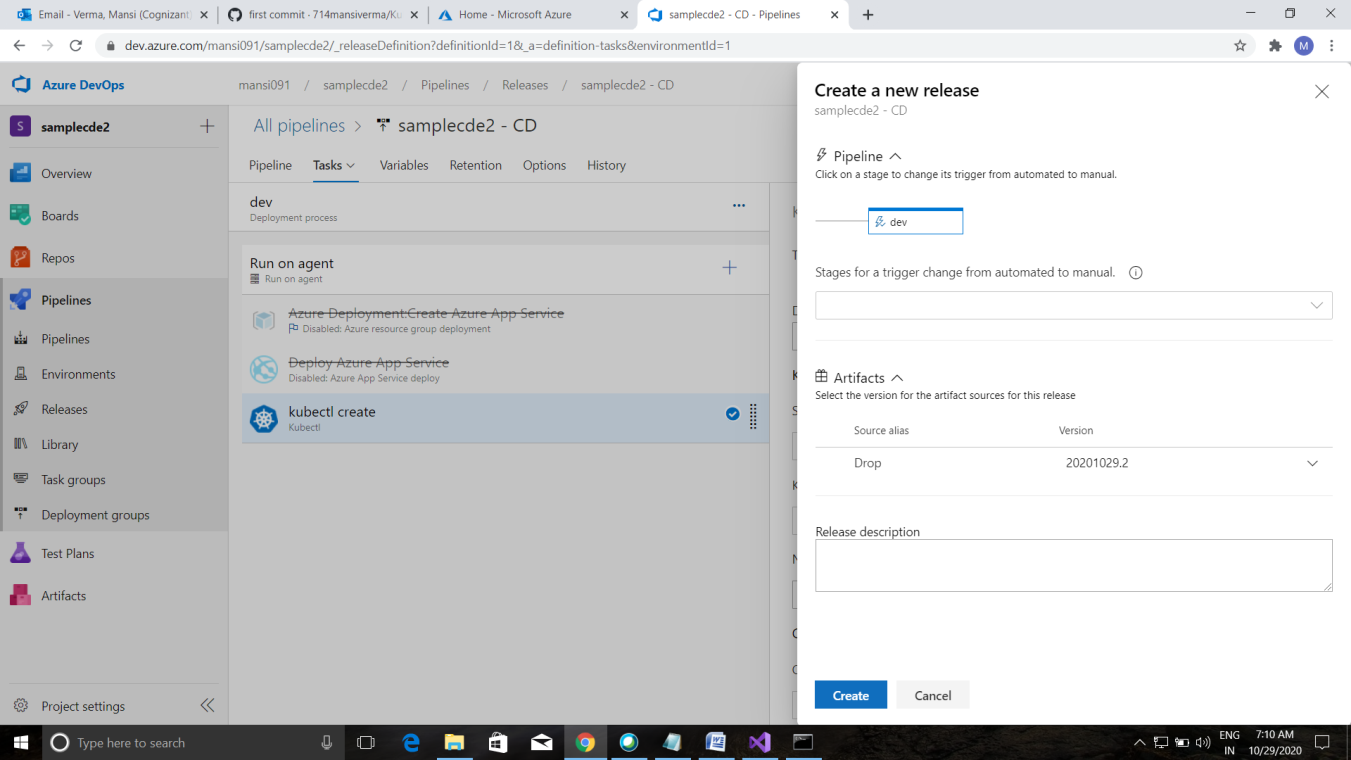 Email - Verma, Mansi (Cognizant)
first commit · 714mansiverma/Ku
Home - Microsoft Azure
samplecde2 - CD - Pipelines
dev.azure.com/mansi091/samplecde2/_releaseDefinition?definitionId=1&_a=definition-tasks&environmentId=1
M
Azure DevOps
mansi091 / samplecde2 / Pipelines / Releases / samplecde2 - CD
S samplecde2
Overview
Boards
Repos
Pipelines
Pipelines
Environments
Releases
Library
Task groups
Deployment groups
Test Plans
Artifacts
Project settings
All pipelines > samplecde2 - CD
Pipeline Tasks Variables Retention Options History
dev
Deployment process
Run on agent
Run on agent
Azure Deployment:Create Azure App Service
Disabled: Azure resource group deployment
Deploy Azure App Service
Disabled: Azure App Service deploy
kubectl create
Kubectl
Create a new release
samplecde2 - CD
Pipeline
Click on a stage to change its trigger from automated to manual.
dev
Stages for a trigger change from automated to manual.
Artifacts
Select the version for the artifact sources for this release
Source alias Version
Drop 20201029.2
Release description
Create Cancel
Type here to search
ENG
IN
7:10 AM
10/29/2020